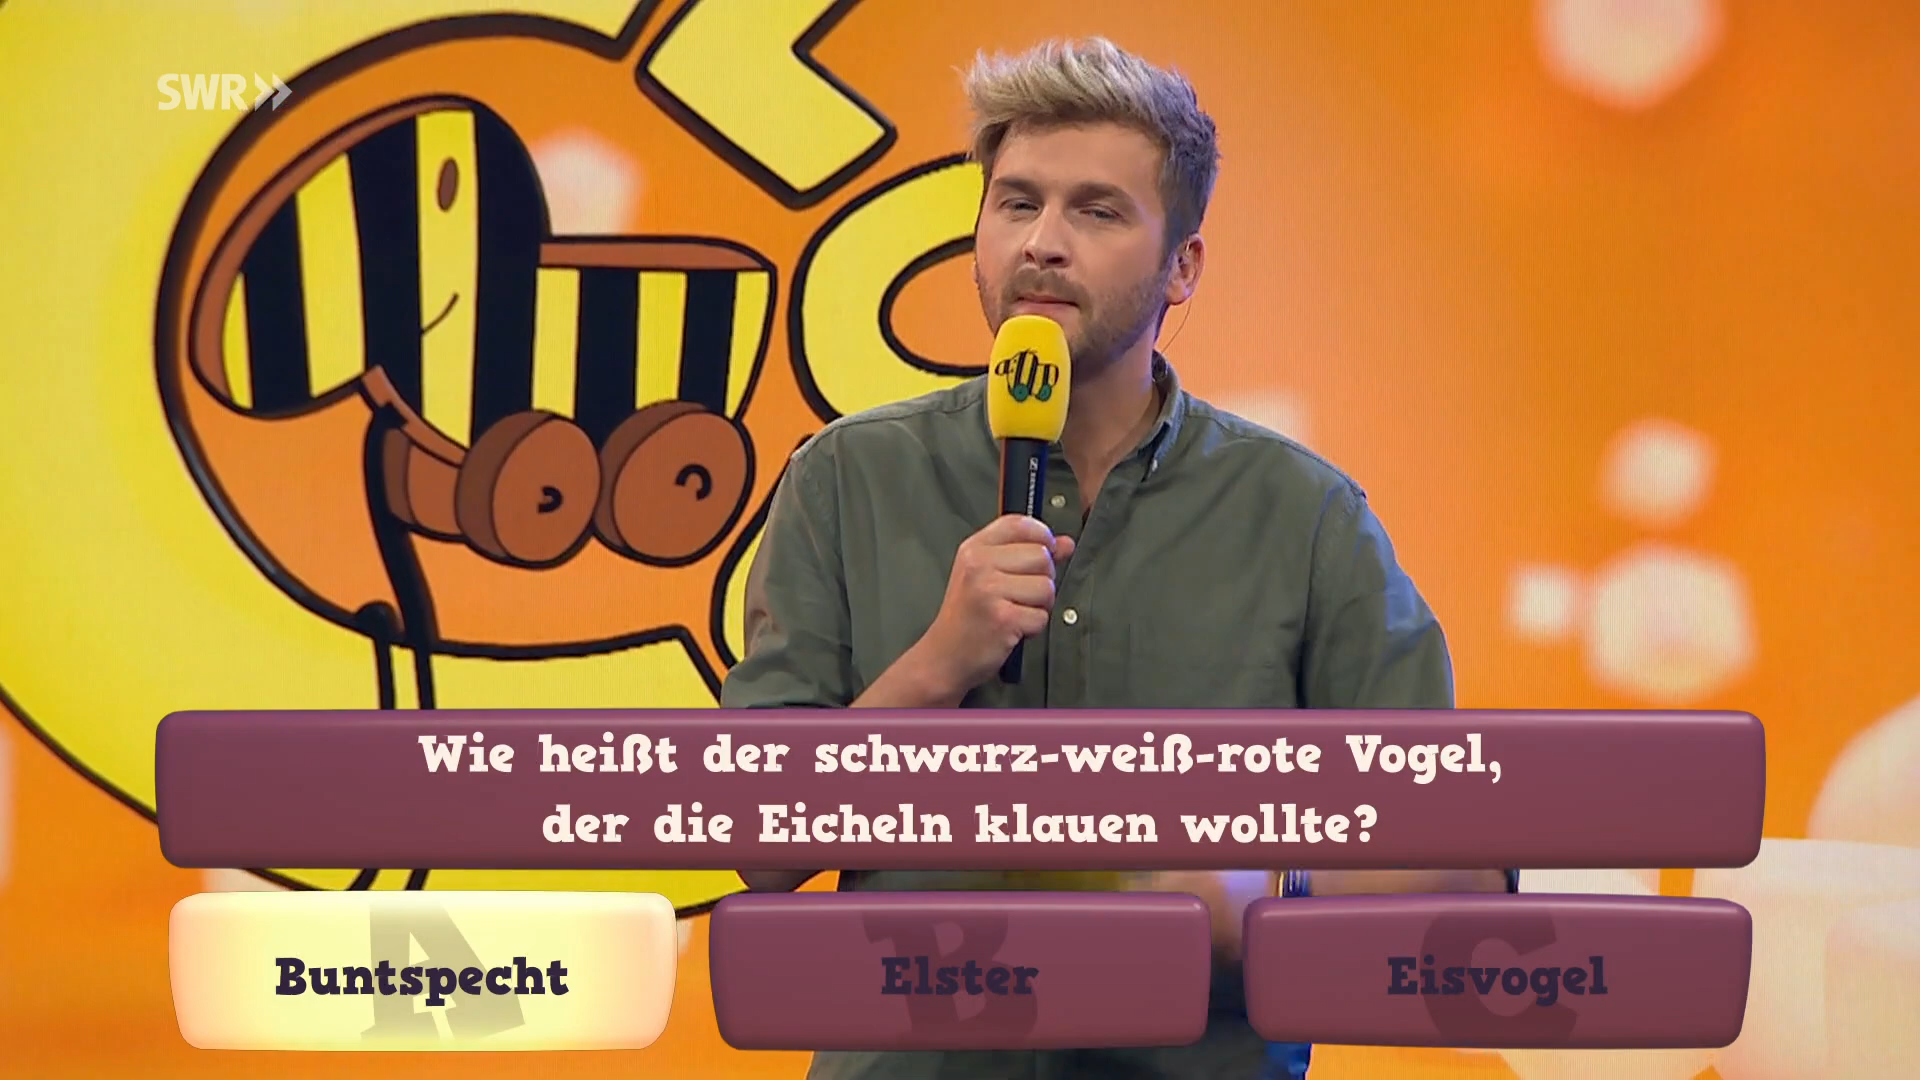 SWR
Wie heißt der schwarz-weiß-rote Vogel,
der die Eicheln klauen wollte?
A
Buntspecht
B
Elster
C
Eisvogel